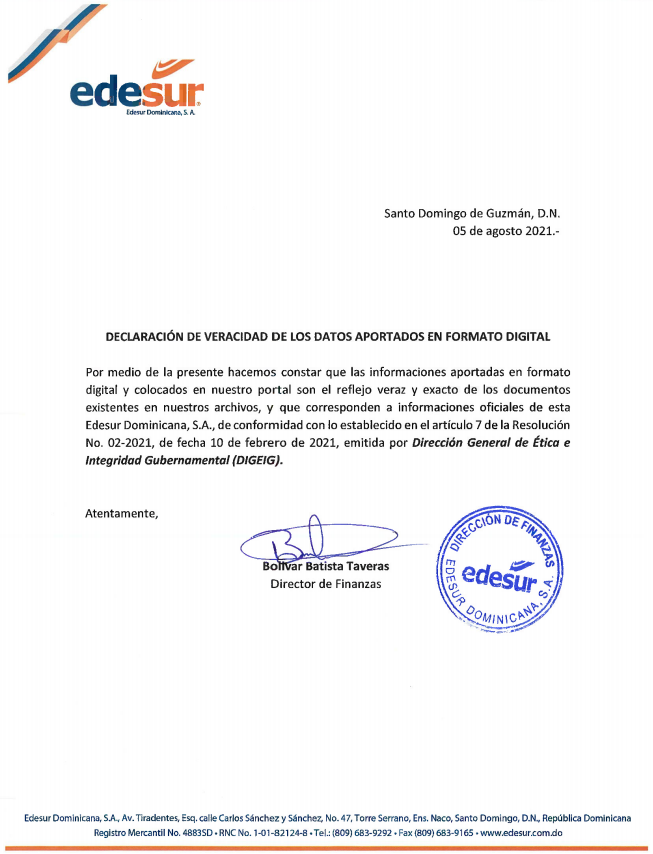 edesur
Edesur Dominicana, S. A.
Santo Domingo de Guzmán, D.N.
05 de agosto 2021.-
DECLARACIÓN DE VERACIDAD DE LOS DATOS APORTADOS EN FORMATO DIGITAL
Por medio de la presente hacemos constar que las informaciones aportadas en formato
digital y colocados en nuestro portal son el reflejo veraz y exacto de los documentos
existentes en nuestros archivos, y que corresponden a informaciones oficiales de esta
Edesur Dominicana, S.A., de conformidad con lo establecido en el artículo 7 de la Resolución
No. 02-2021, de fecha 10 de febrero de 2021, emitida por Dirección General de Ética e
Integridad Gubernamental (DIGEIG).
Atentamente,
Bolívar Batista Taveras
Director de Finanzas
DIRECCIÓN DE FINANZAS
edesur
EDESUR DOMINICANA, S.A.
Edesur Dominicana, S.A., Av. Tiradentes, Esq. calle Carlos Sánchez y Sánchez, No. 47, Torre Serrano, Ens. Naco, Santo Domingo, D.N., República Dominicana
Registro Mercantil No. 4883SD • RNC No. 1-01-82124-8 • Tel.: (809) 683-9292 • Fax (809) 683-9165 • www.edesur.com.do